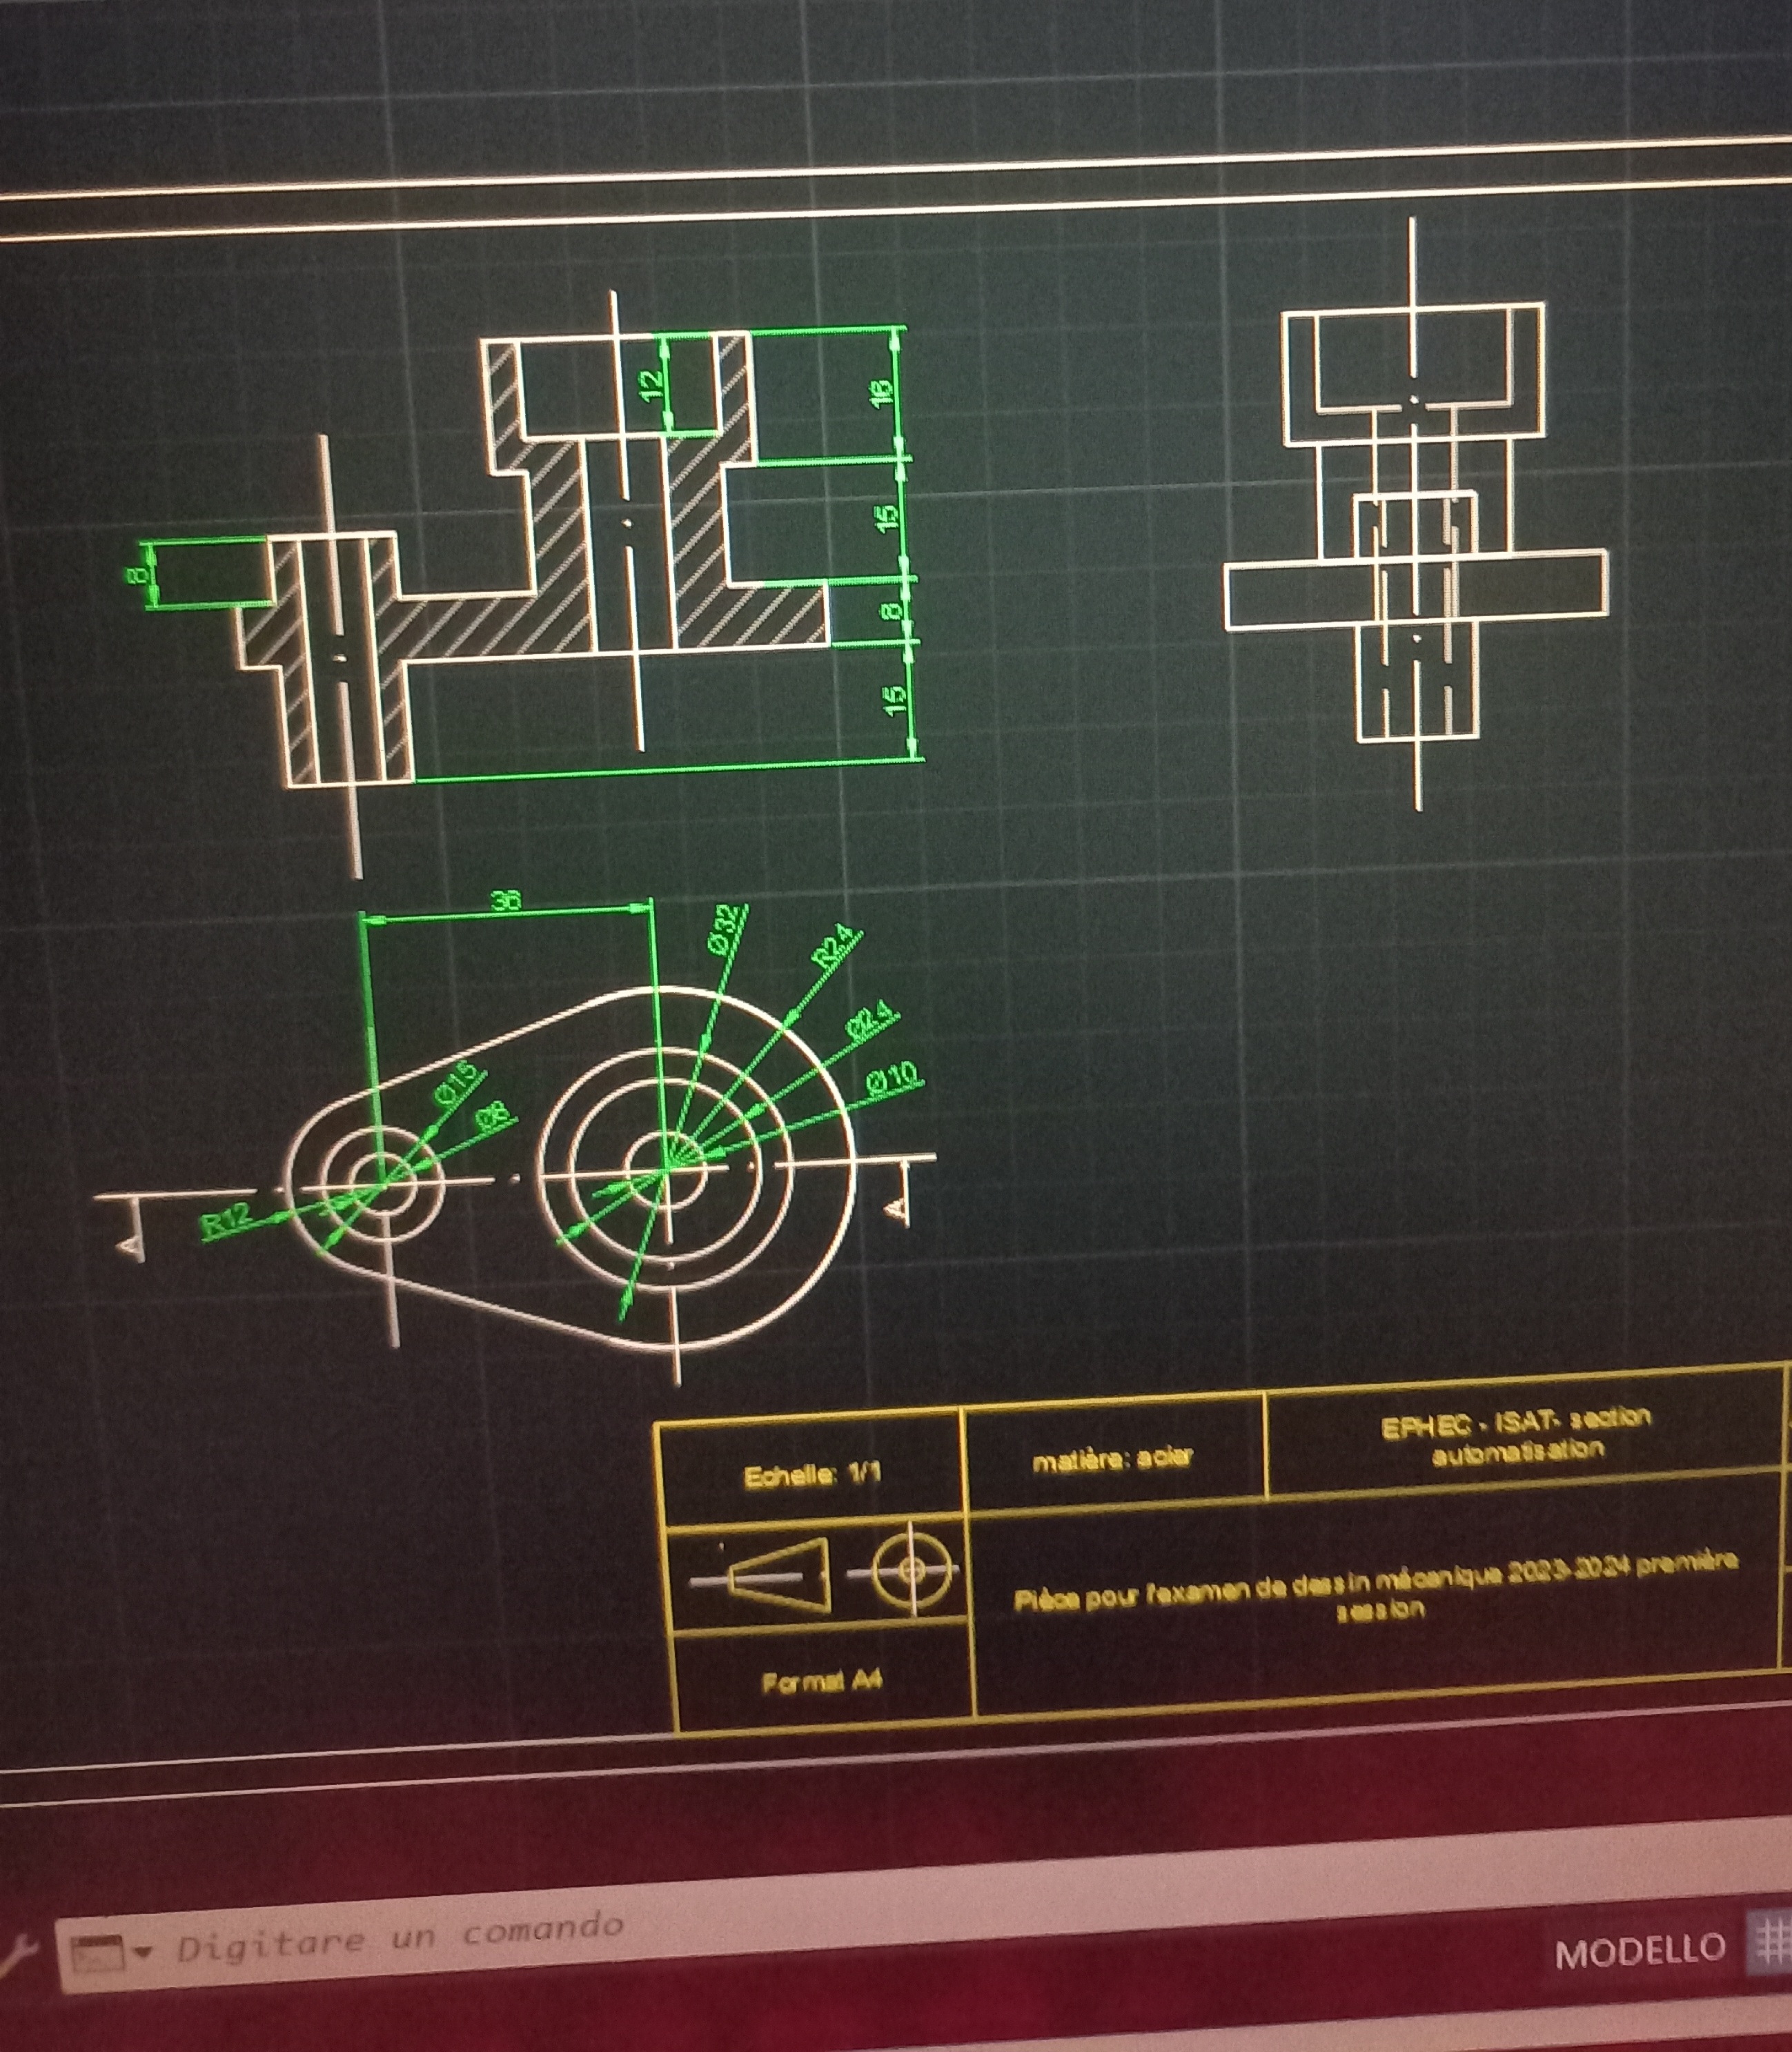 12
16
15
8
8
15
36
Ø32
R24
Ø24
Ø10
Ø15
Ø8
R12
A
A
Echelle: 1/1
matière: acier
EPHEC - ISAT- section
automatisation
Pièce pour l'examen de dessin mécanique 2023-2024 première
session
Format A4
Digitare un comando
MODELLO